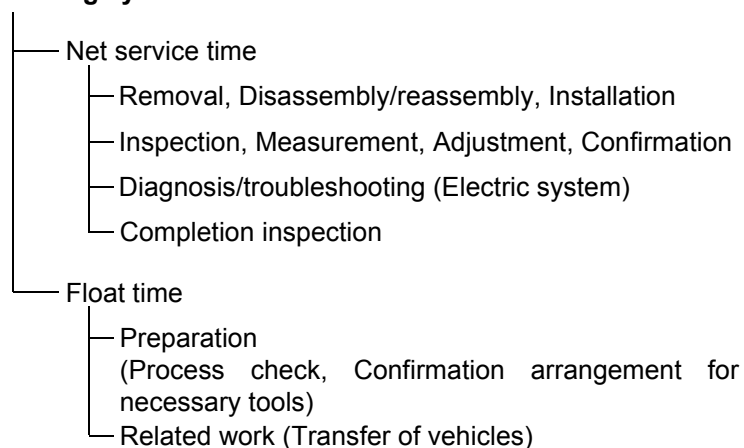 Net service time
Removal, Disassembly/reassembly, Installation
Inspection, Measurement, Adjustment, Confirmation
Diagnosis/troubleshooting (Electric system)
Completion inspection
Float time
Preparation
(Process check, Confirmation arrangement for
necessary tools)
Related work (Transfer of vehicles)